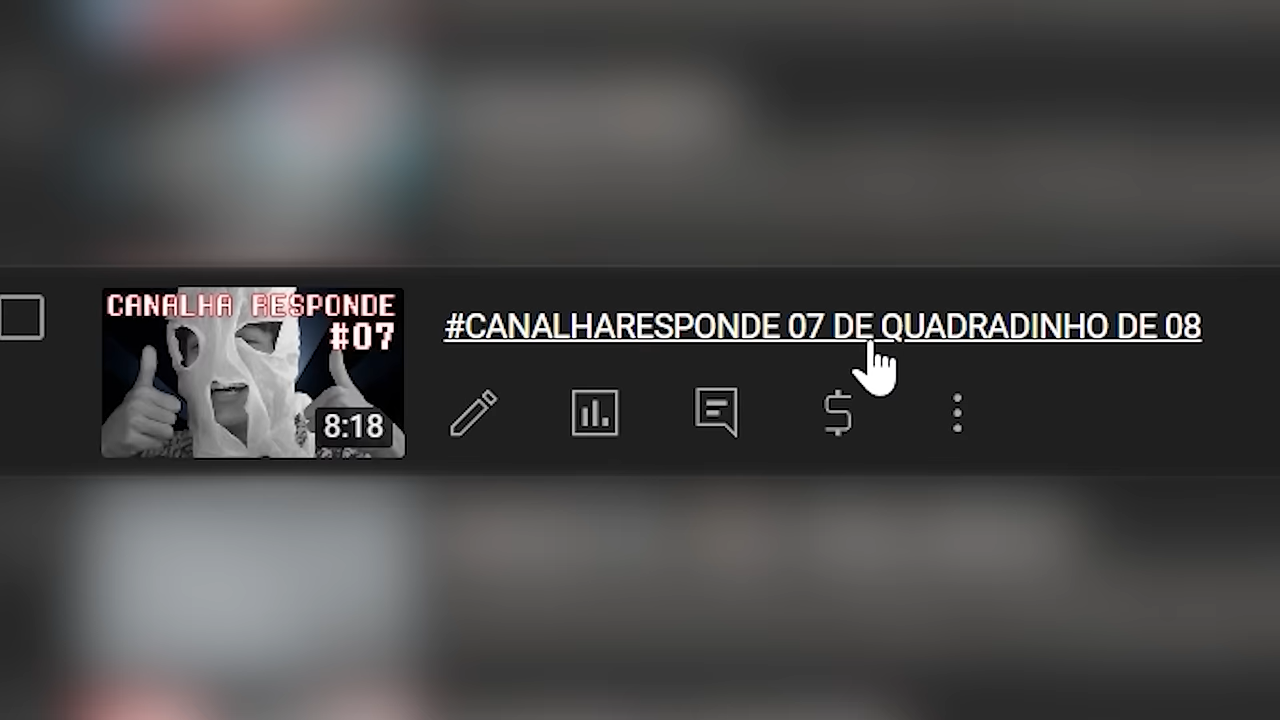 CANALHA RESPONDE
#07
8:18
#CANALHARESPONDE 07 DE QUADRADINHO DE 08